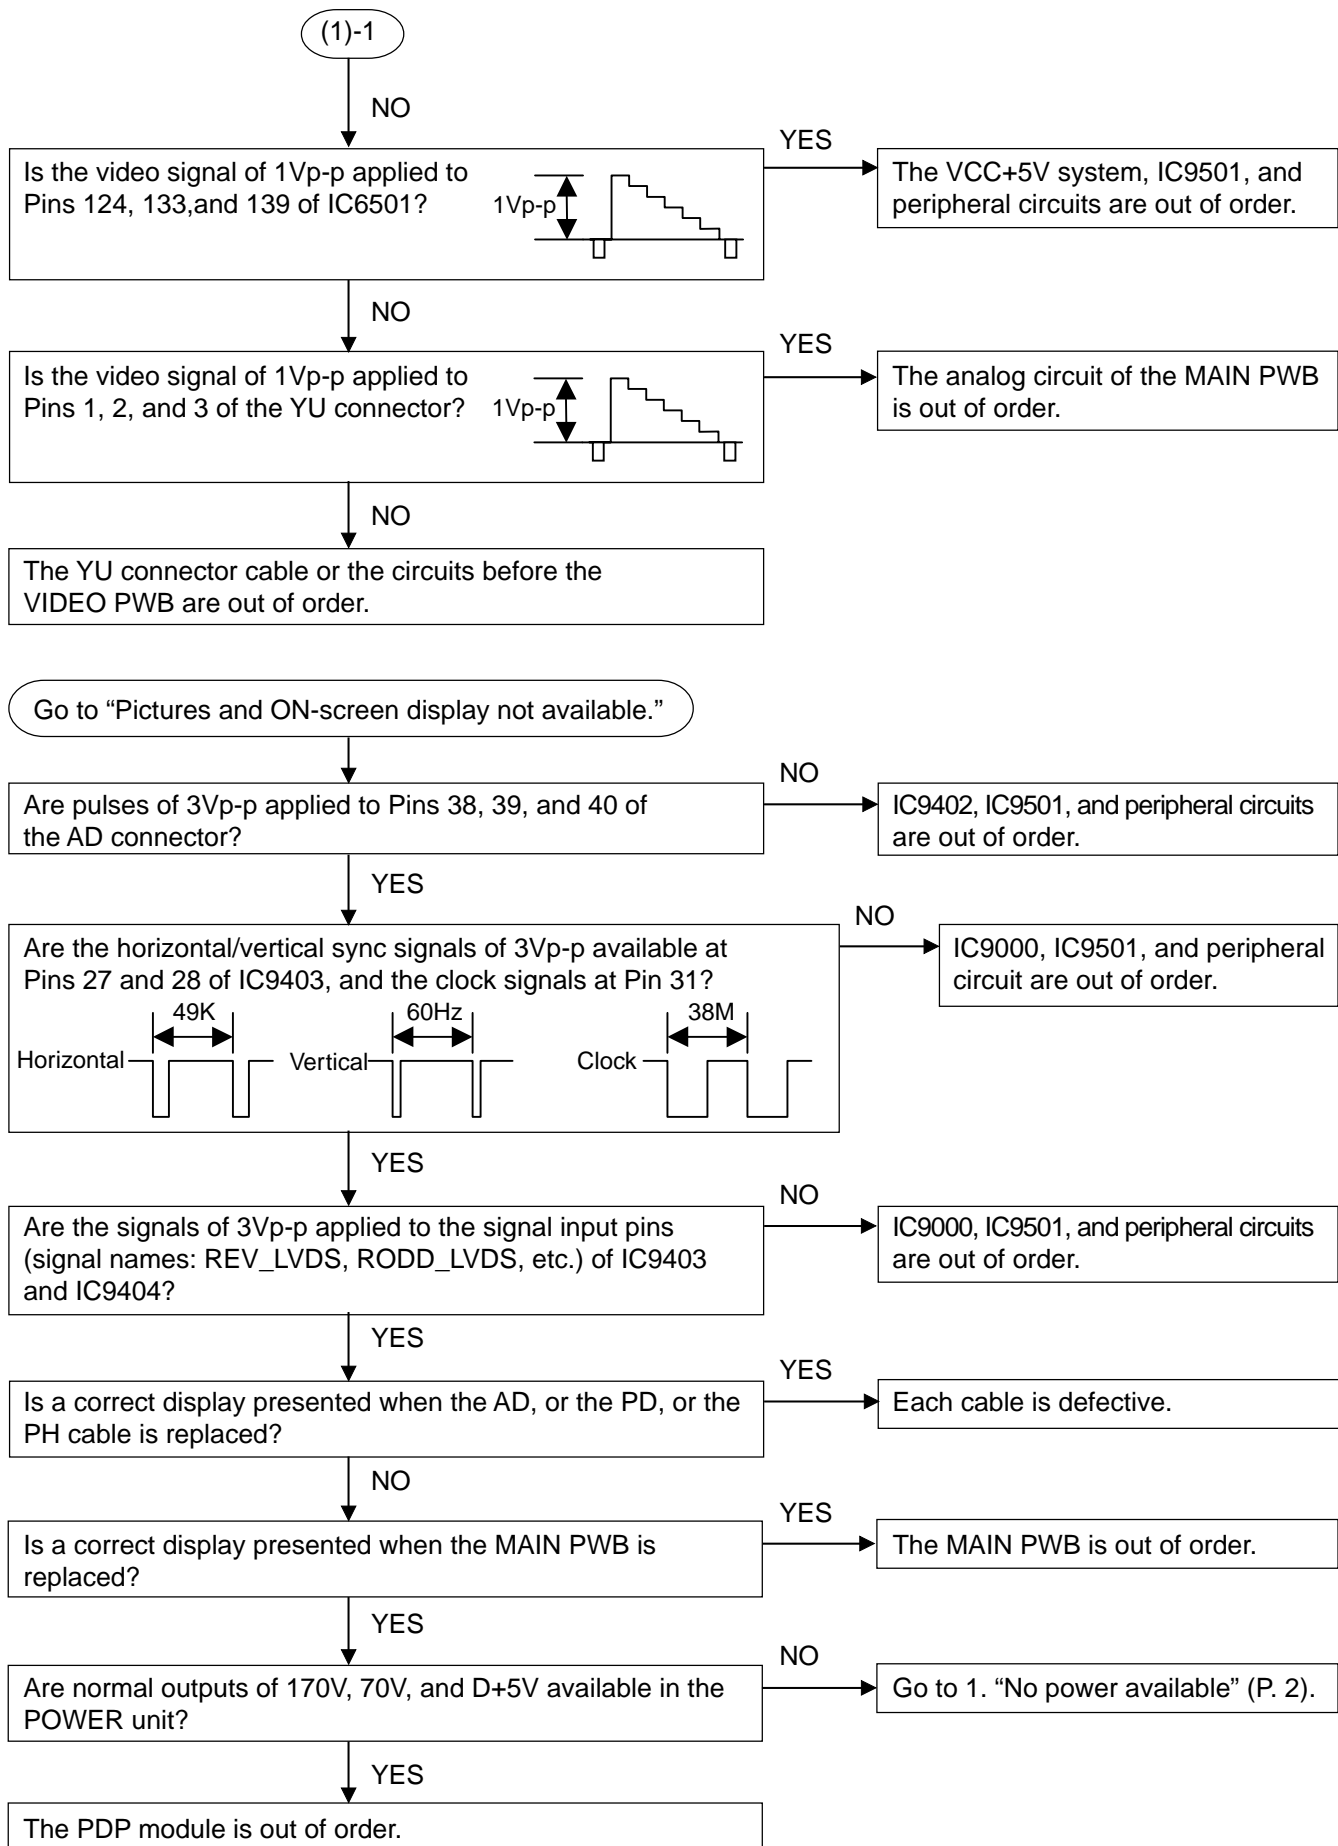 (1)-1
NO
Is the video signal of 1Vp-p applied to
Pins 124, 133,and 139 of IC6501?
1Vp-p
YES
The VCC+5V system, IC9501, and
peripheral circuits are out of order.
NO
Is the video signal of 1Vp-p applied to
Pins 1, 2, and 3 of the YU connector?
1Vp-p
YES
The analog circuit of the MAIN PWB
is out of order.
NO
The YU connector cable or the circuits before the
VIDEO PWB are out of order.
Go to “Pictures and ON-screen display not available.”
Are pulses of 3Vp-p applied to Pins 38, 39, and 40 of
the AD connector?
NO
IC9402, IC9501, and peripheral circuits
are out of order.
YES
Are the horizontal/vertical sync signals of 3Vp-p available at
Pins 27 and 28 of IC9403, and the clock signals at Pin 31?
49K
60Hz
38M
Horizontal
Vertical
Clock
NO
IC9000, IC9501, and peripheral
circuit are out of order.
YES
Are the signals of 3Vp-p applied to the signal input pins
(signal names: REV_LVDS, RODD_LVDS, etc.) of IC9403
and IC9404?
NO
IC9000, IC9501, and peripheral circuits
are out of order.
YES
Is a correct display presented when the AD, or the PD, or the
PH cable is replaced?
YES
Each cable is defective.
NO
Is a correct display presented when the MAIN PWB is
replaced?
YES
The MAIN PWB is out of order.
YES
Are normal outputs of 170V, 70V, and D+5V available in the
POWER unit?
NO
Go to 1. “No power available” (P. 2).
YES
The PDP module is out of order.